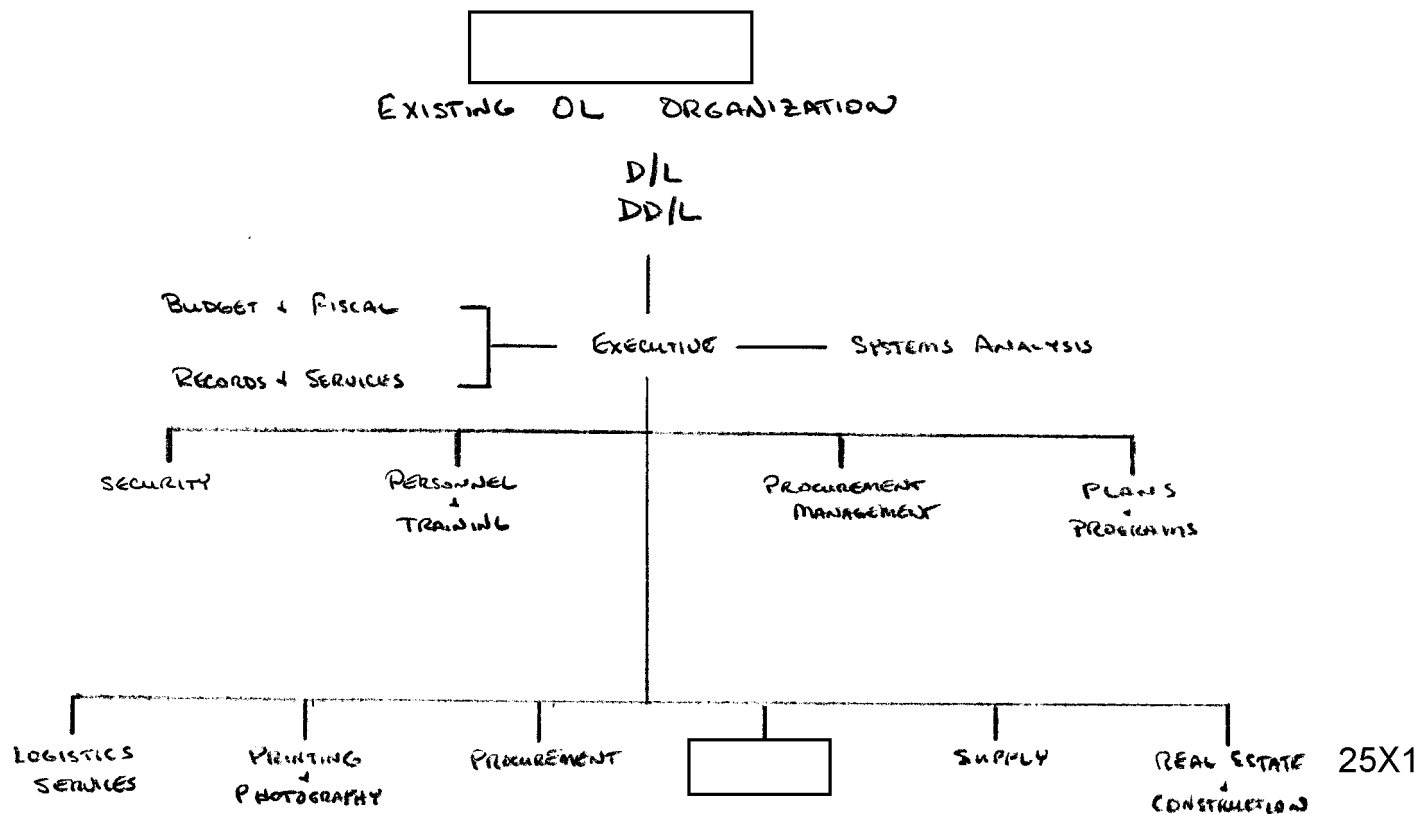 EXISTING OL ORGANIZATION
D/L
DD/L
BUDGET & FISCAL
EXECUTIVE
SYSTEMS ANALYSIS
RECORDS & SERVICES
SECURITY
PERSONNEL
&
TRAINING
PROCUREMENT
MANAGEMENT
PLANS
&
PROGRAMS
LOGISTICS
SERVICES
PRINTING
&
PHOTOGRAPHY
PROCUREMENT
SUPPLY
REAL ESTATE
&
CONSTRUCTION
25X1